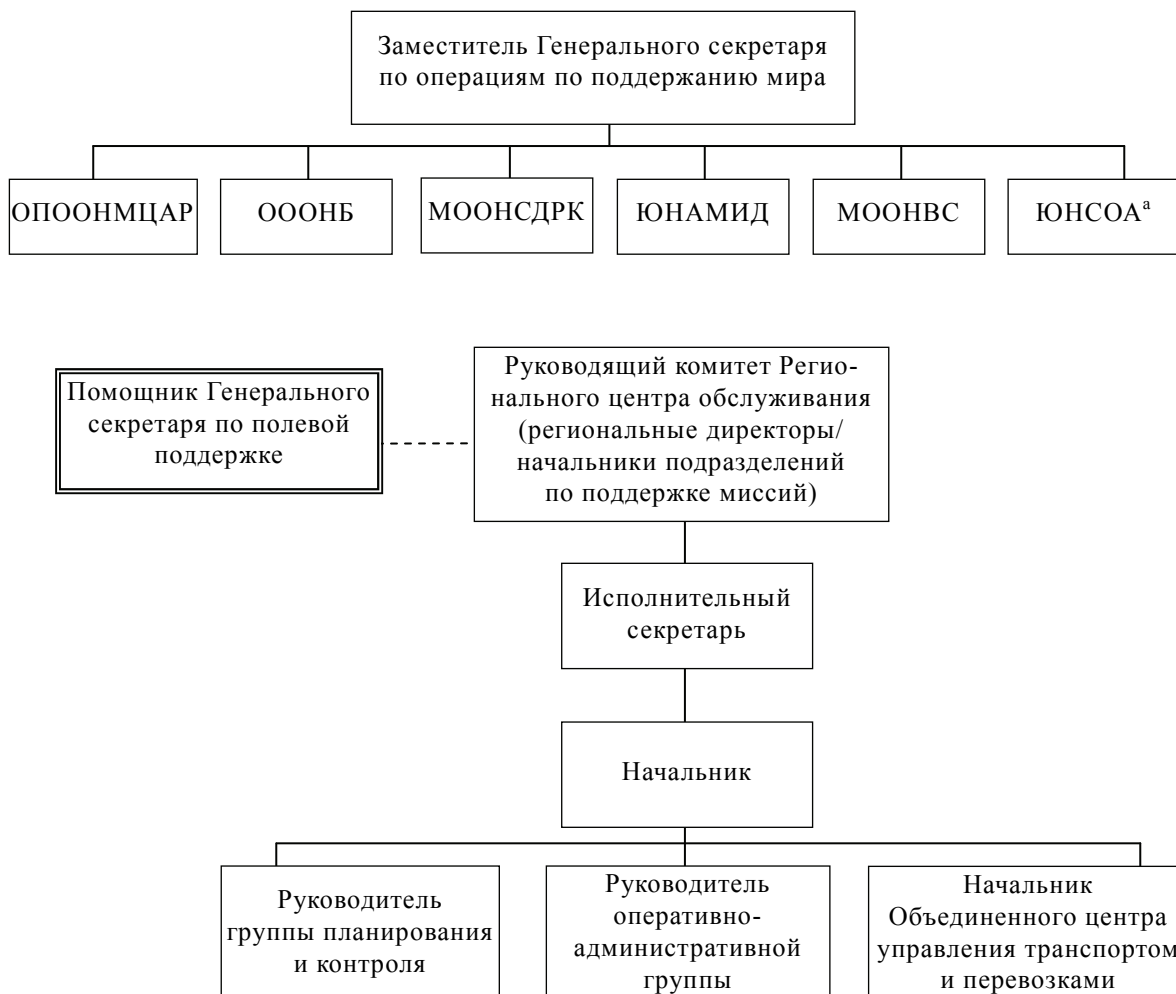 Заместитель Генерального секретаря
по операциям по поддержанию мира
ОПООНМЦАР
ОООНБ
МООНСДРК
ЮНАМИД
МООНВС
ЮНСОАа
Помощник Генерального
секретаря по полевой
поддержке
Руководящий комитет Регио-
нального центра обслуживания
(региональные директоры/
начальники подразделений
по поддержке миссий)
Исполнительный
секретарь
Начальник
Руководитель
группы планирования
и контроля
Руководитель
оперативно-
административной
группы
Начальник
Объединенного центра
управления транспортом
и перевозками